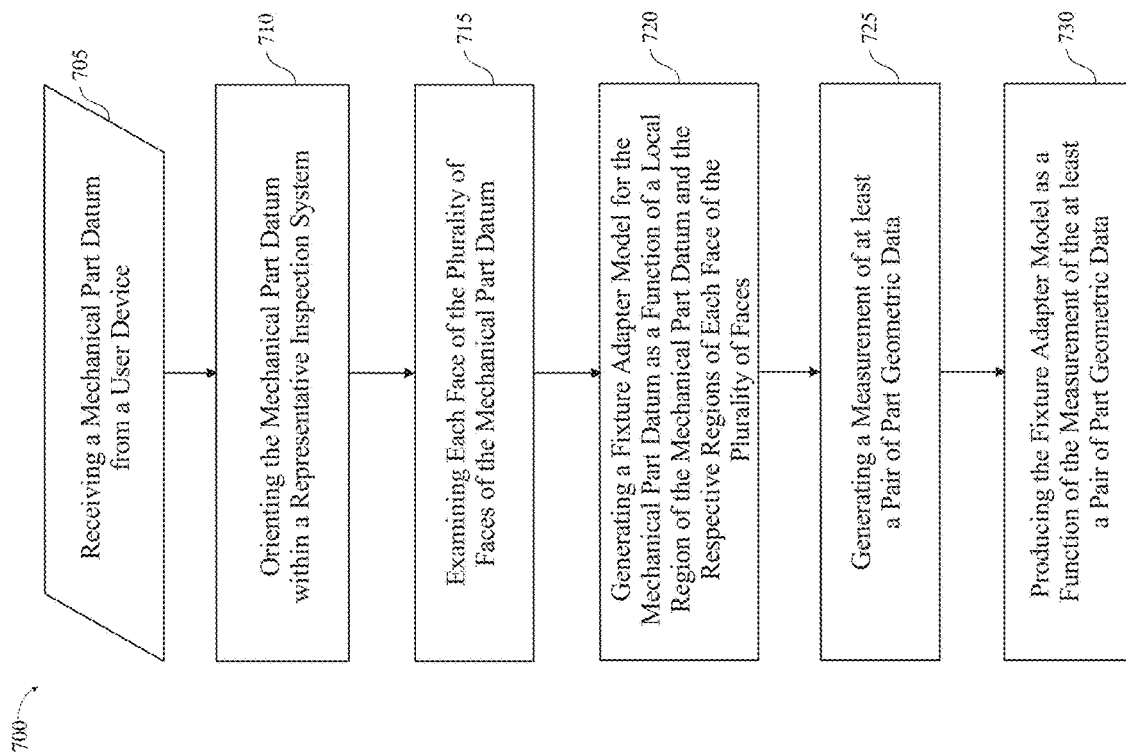 700
705
Receiving a Mechanical Part Datum
from a User Device
710
Orienting the Mechanical Part Datum
within a Representative Inspection System
715
Examining Each Face of the Plurality of
Faces of the Mechanical Part Datum
720
Generating a Fixture Adapter Model for the
Mechanical Part Datum as a Function of a Local
Region of the Mechanical Part Datum and the
Respective Regions of Each Face of the
Plurality of Faces
725
Generating a Measurement of at least
a Pair of Part Geometric Data
730
Producing the Fixture Adapter Model as a
Function of the Measurement of the at least
a Pair of Part Geometric Data